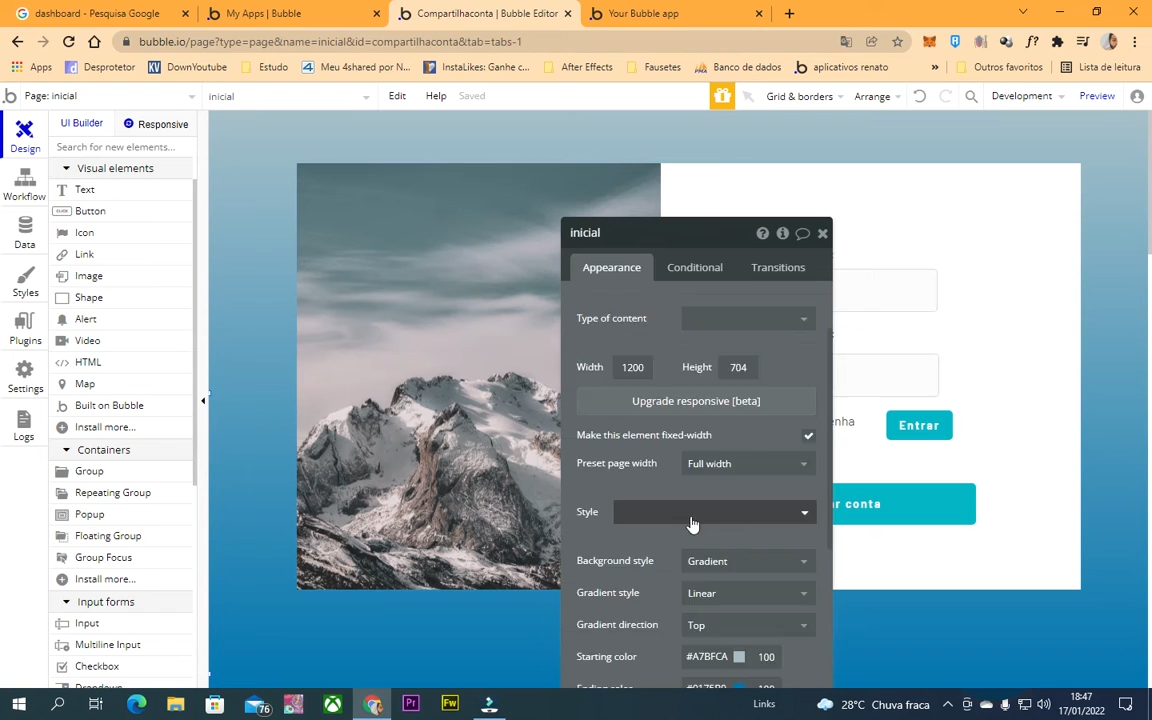 dashboard - Pesquisa Google
My Apps | Bubble
Compartilhaconta | Bubble Editor
Your Bubble app
bubble.io/page?type=page&name=inicial&id=compartilhaconta&tab=tabs-1
Apps
Desprotetor
DownYoutube
Estudo
Meu 4shared por N...
InstaLikes: Ganhe c...
After Effects
Fausetes
Banco de dados
aplicativos renato
»
Outros favoritos
Lista de leitura
Page: inicial
inicial
Edit
Help
Saved
Grid & borders
Arrange
Development
Preview
Design
Workflow
Data
Styles
Plugins
Settings
Logs
UI Builder
Responsive
Search for new elements...
Visual elements
Text
Button
Icon
Link
Image
Shape
Alert
Video
HTML
Map
Built on Bubble
Install more...
Containers
Group
Repeating Group
Popup
Floating Group
Group Focus
Install more...
Input forms
Input
Multiline Input
Checkbox
inicial
Appearance
Conditional
Transitions
Type of content
Width 1200 Height 704
Upgrade responsive [beta]
Make this element fixed-width
Preset page width Full width
Style
Background style Gradient
Gradient style Linear
Gradient direction Top
Starting color #A7BFCA 100
enha
Entrar
ar conta
76
Links
28°C Chuva fraca
18:47
17/01/2022